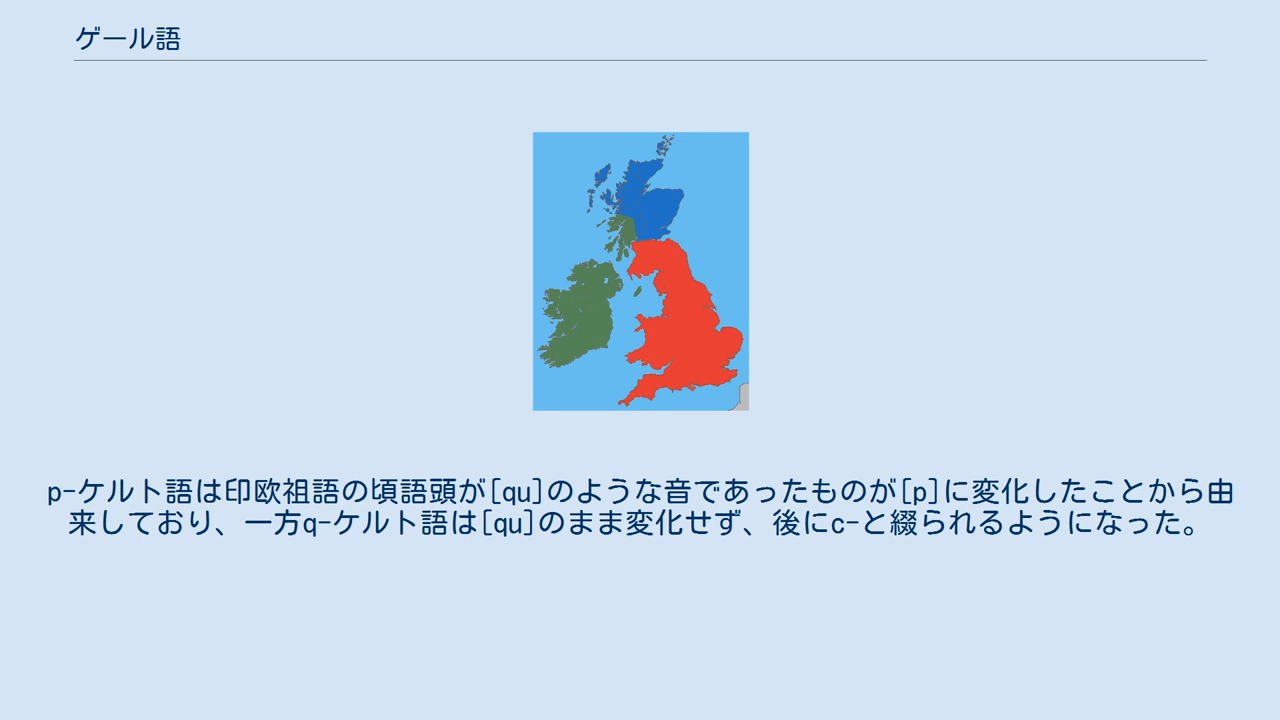 ゲール語
p-ケルト語は印欧祖語の頃語頭が[qu]のような音であったものが[p]に変化したことから由
来しており、一方q-ケルト語は[qu]のまま変化せず、後にc-と綴られるようになった。